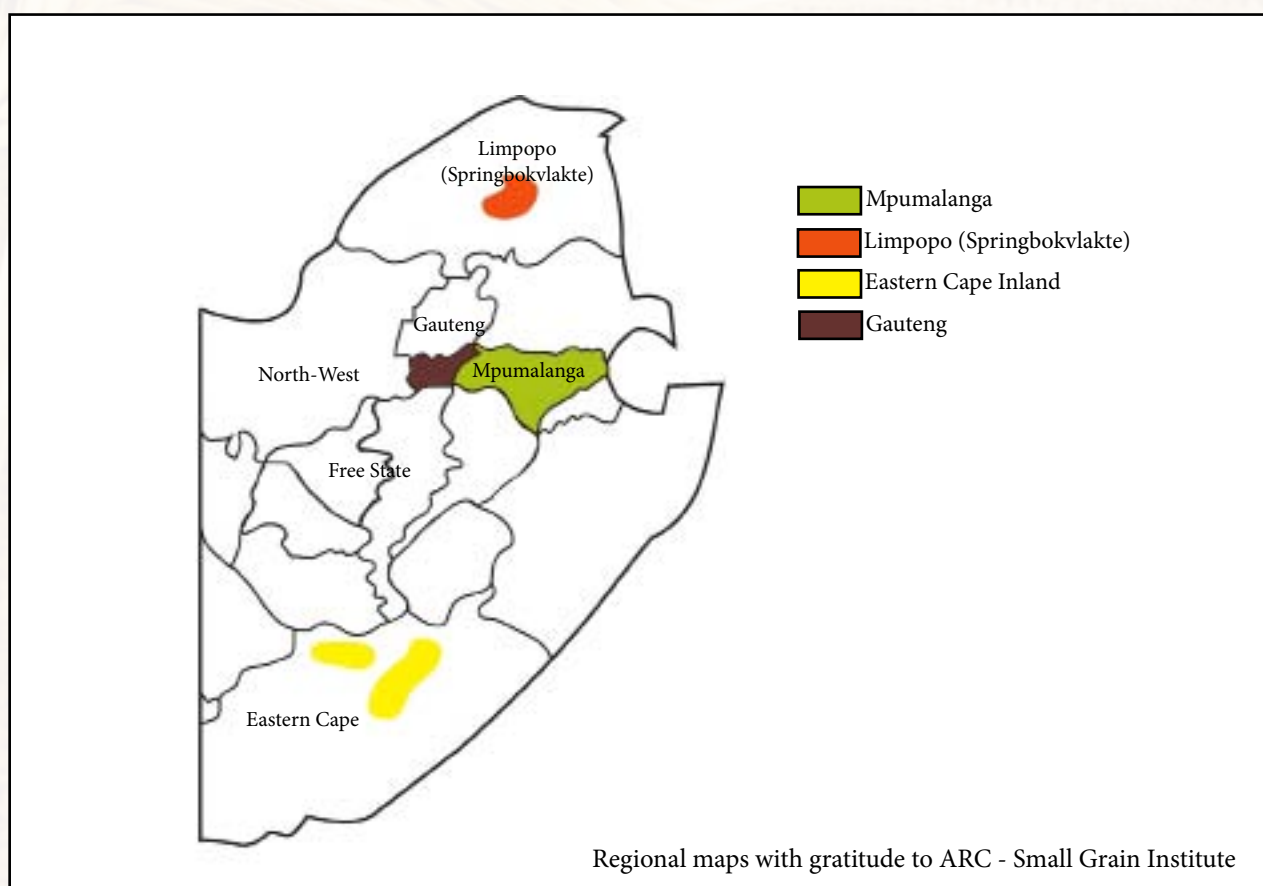 Limpopo
(Springbokvlakte)
Gauteng
North-West
Mpumalanga
Free State
Eastern Cape
Mpumalanga
Limpopo (Springbokvlakte)
Eastern Cape Inland
Gauteng
Regional maps with gratitude to ARC - Small Grain Institute